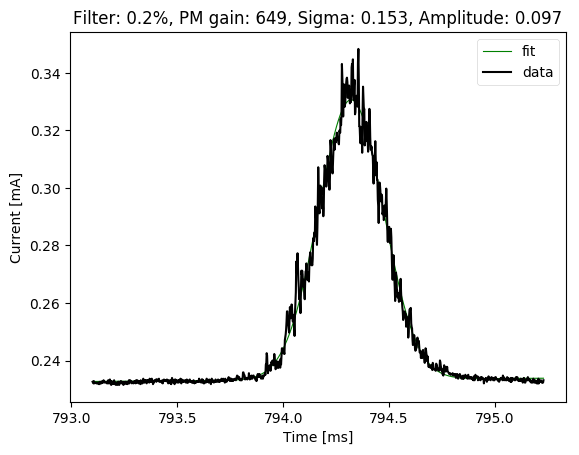 Filter: 0.2%, PM gain: 649, Sigma: 0.153, Amplitude: 0.097
fit
data
0.34
0.32
0.30
0.28
0.26
0.24
Current [mA]
793.0
793.5
794.0
794.5
795.0
Time [ms]